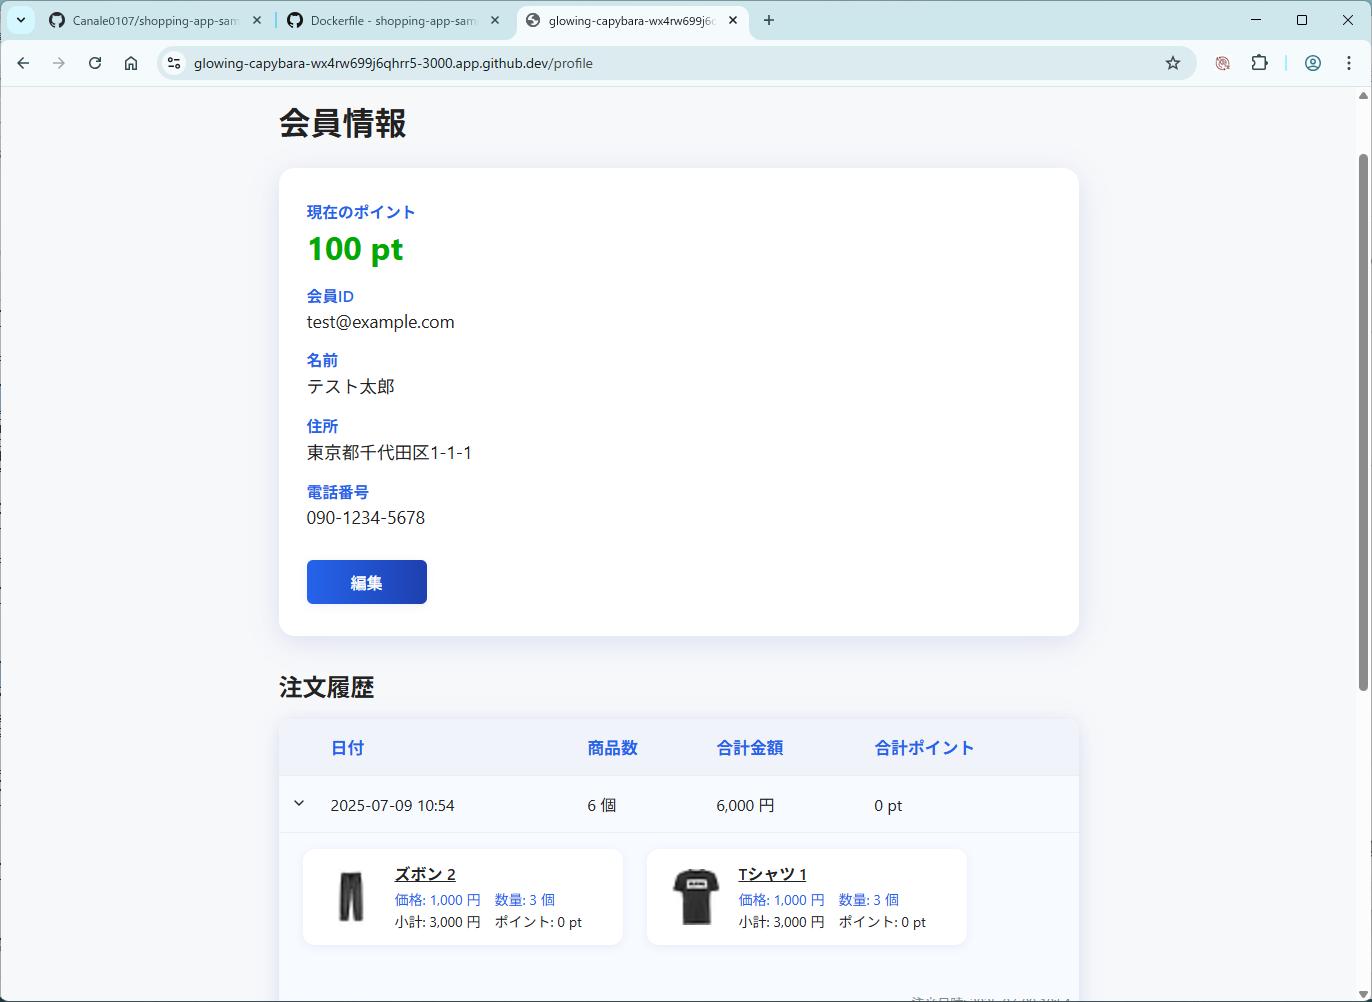 Canale0107/shopping-app-sam
Dockerfile - shopping-app-sam
glowing-capybara-wx4rw699j6q
glowing-capybara-wx4rw699j6qhrr5-3000.app.github.dev/profile
会員情報
現在のポイント
100 pt
会員ID
test@example.com
名前
テスト太郎
住所
東京都千代田区1-1-1
電話番号
090-1234-5678
編集
注文履歴
日付 商品数 合計金額 合計ポイント
2025-07-09 10:54 6 個 6,000 円 0 pt
ズボン 2
価格: 1,000 円 数量: 3 個
小計: 3,000 円 ポイント: 0 pt
Tシャツ 1
価格: 1,000 円 数量: 3 個
小計: 3,000 円 ポイント: 0 pt